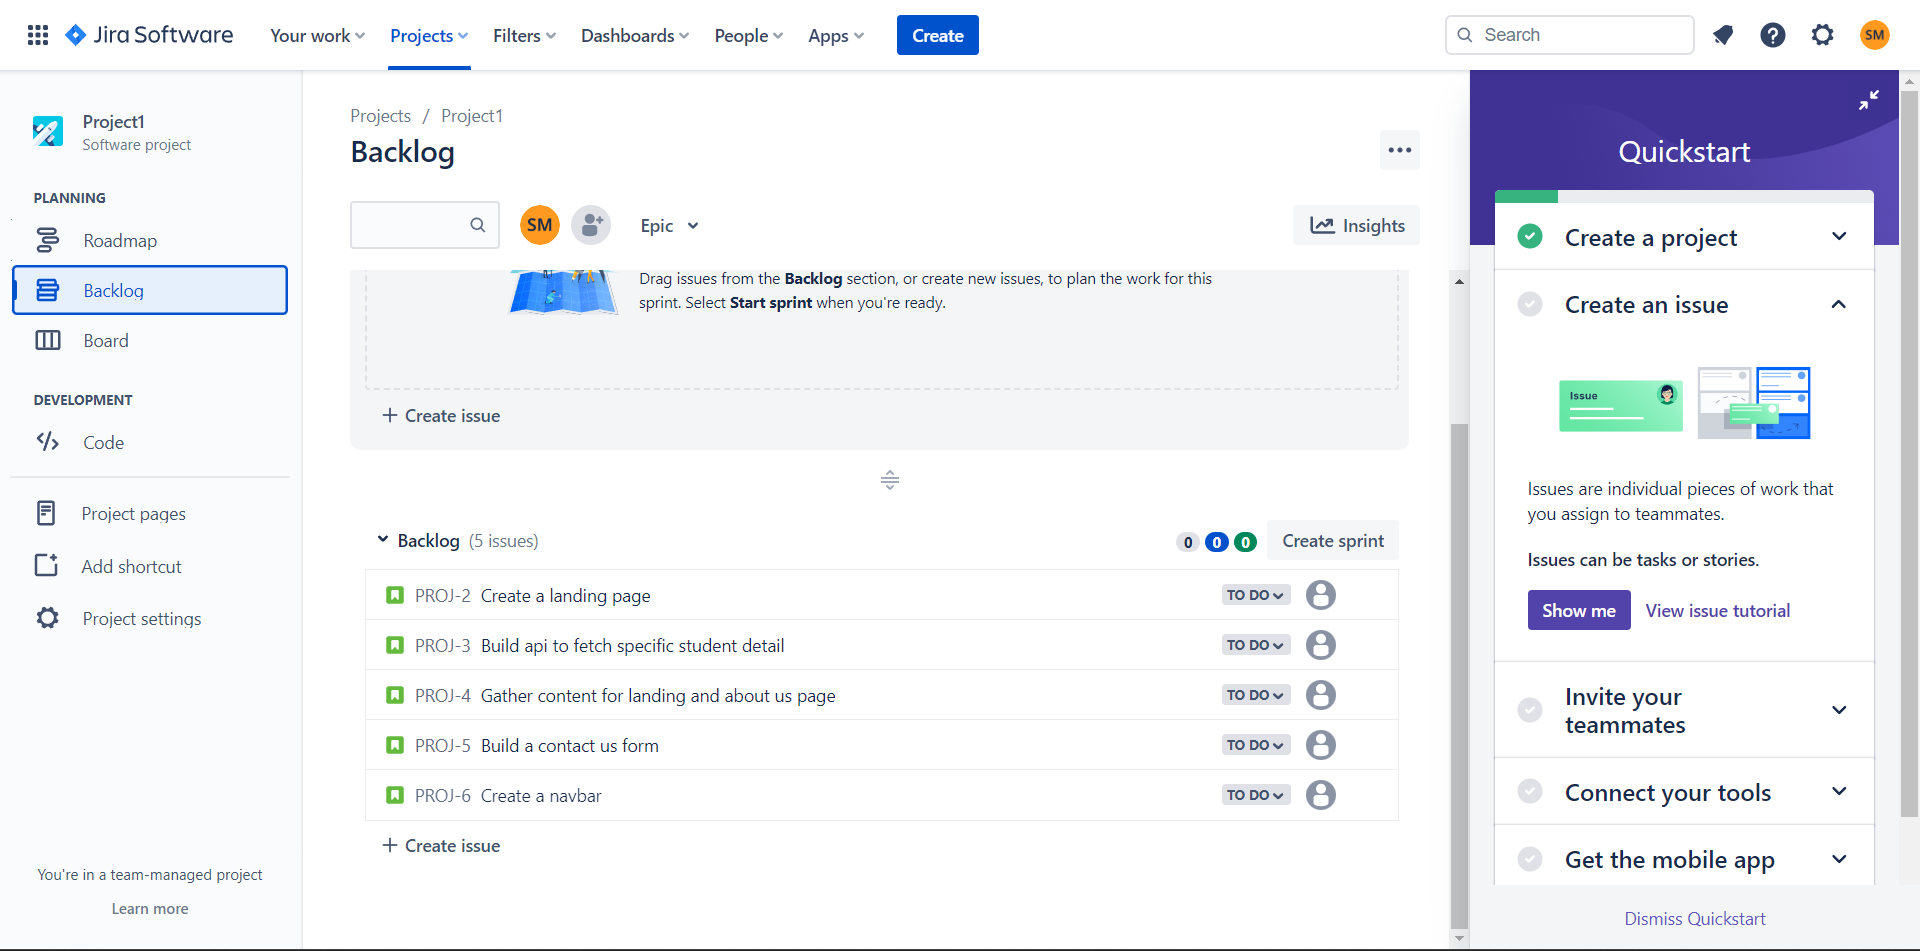 Jira Software
Your work
Projects
Filters
Dashboards
People
Apps
Create
Search
SM
Project1
Software project
PLANNING
Roadmap
Backlog
Board
DEVELOPMENT
Code
Project pages
Add shortcut
Project settings
You're in a team-managed project
Learn more
Projects / Project1
Backlog
SM
Epic
Insights
Drag issues from the Backlog section, or create new issues, to plan the work for this
sprint. Select Start sprint when you're ready.
+ Create issue
Backlog (5 issues)
0 0 0
Create sprint
PROJ-2 Create a landing page TO DO
PROJ-3 Build api to fetch specific student detail TO DO
PROJ-4 Gather content for landing and about us page TO DO
PROJ-5 Build a contact us form TO DO
PROJ-6 Create a navbar TO DO
+ Create issue
Quickstart
Create a project
Create an issue
Issue
Issues are individual pieces of work that
you assign to teammates.
Issues can be tasks or stories.
Show me
View issue tutorial
Invite your
teammates
Connect your tools
Get the mobile app
Dismiss Quickstart